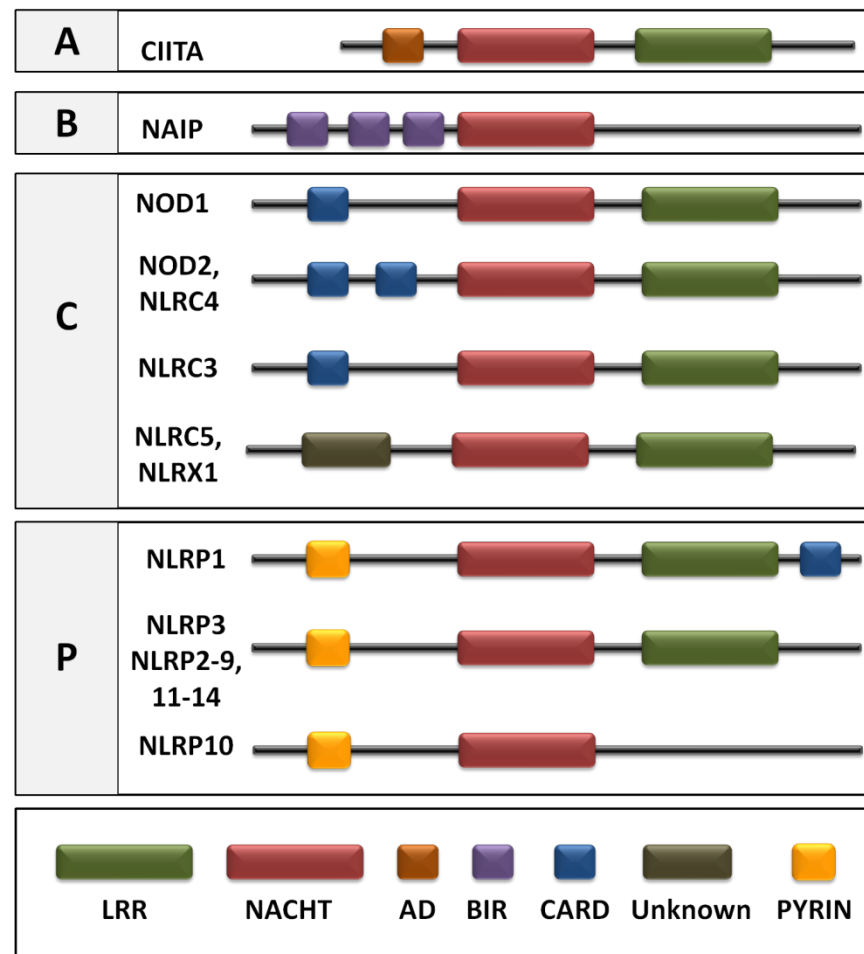 A
CIITA
B
NAIP
C
NOD1
NOD2,
NLRC4
NLRC3
NLRC5,
NLRX1
P
NLRP1
NLRP3
NLRP2-9,
11-14
NLRP10
LRR NACHT AD BIR CARD Unknown PYRIN